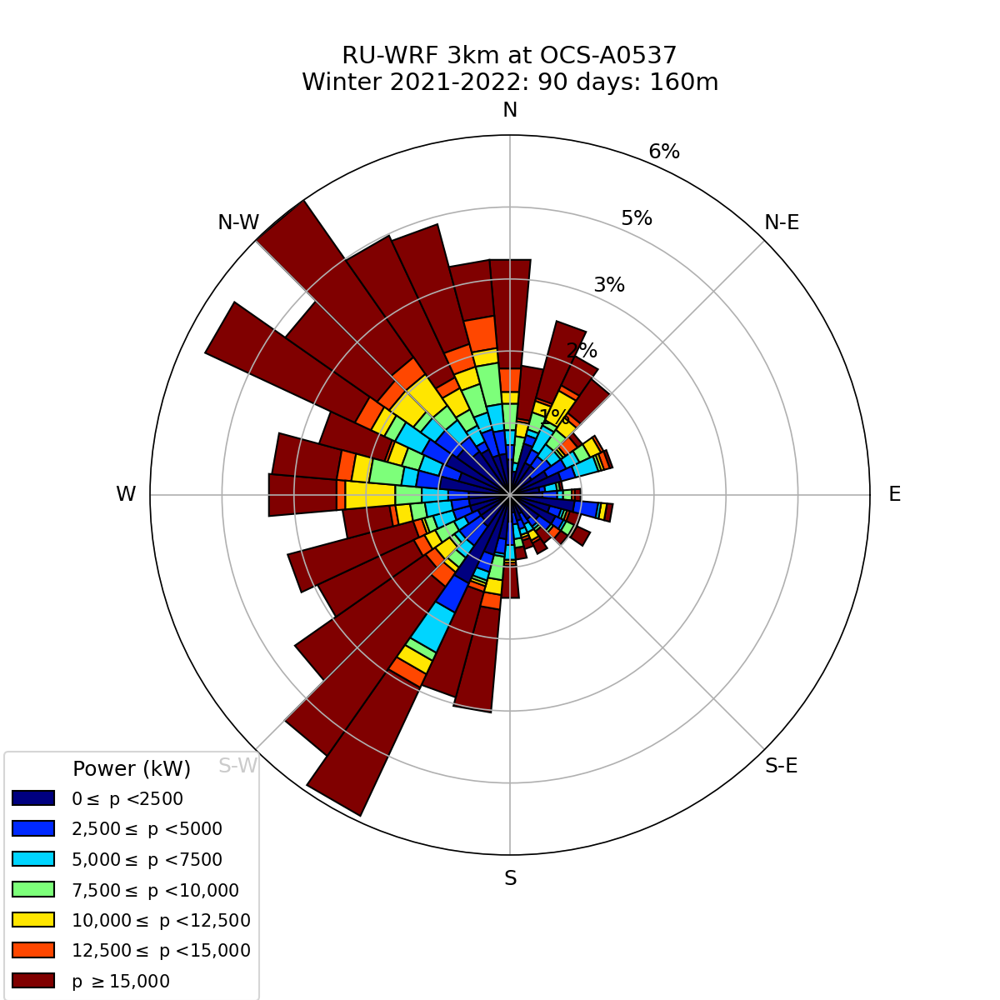 RU-WRF 3km at OCS-A0537
Winter 2021-2022: 90 days: 160m
N
6%
5%
N-W
N-E
3%
2%
1%
W
E
S-W
S-E
S
Power (kW)
0≤ p <2500
2,500≤ p <5000
5,000≤ p <7500
7,500≤ p <10,000
10,000≤ p <12,500
12,500≤ p <15,000
p ≥15,000